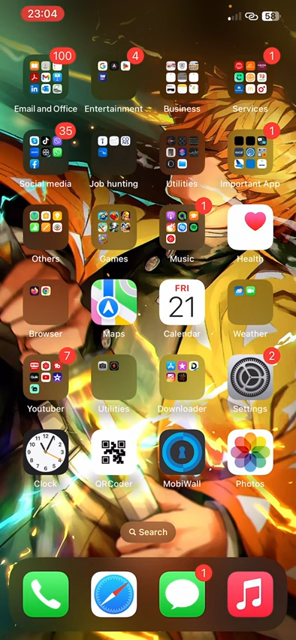 23:04
58
100
4
1
Email and Office
Entertainment
Business
Services
35
1
Social media
Job hunting
Utilities
Important App
1
Others
Games
Music
Health
FRI
21
Browser
Maps
Calendar
Weather
7
2
Youtuber
Utilities
Downloader
Settings
Clock
QRCoder
MobiWall
Photos
Search
1